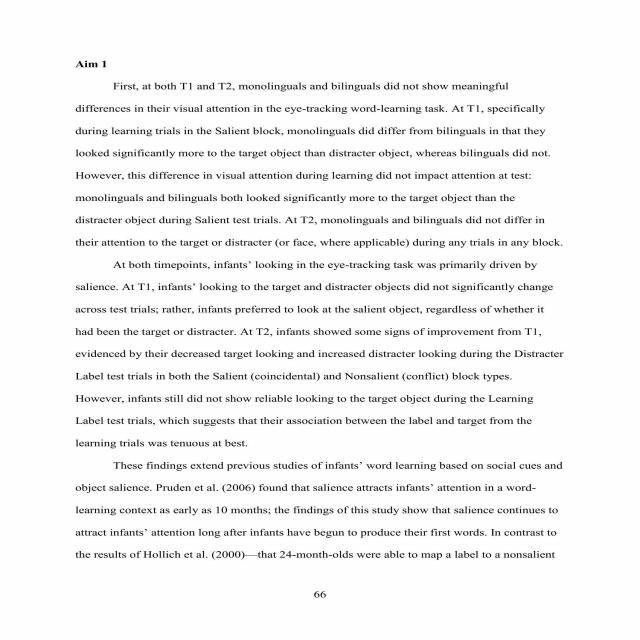 Aim 1
First, at both T1 and T2, monolinguals and bilinguals did not show meaningful
differences in their visual attention in the eye-tracking word-learning task. At T1, specifically
during learning trials in the Salient block, monolinguals did differ from bilinguals in that they
looked significantly more to the target object than distracter object, whereas bilinguals did not.
However, this difference in visual attention during learning did not impact attention at test:
monolinguals and bilinguals both looked significantly more to the target object than the
distracter object during Salient test trials. At T2, monolinguals and bilinguals did not differ in
their attention to the target or distracter (or face, where applicable) during any trials in any block.
At both timepoints, infants’ looking in the eye-tracking task was primarily driven by
salience. At T1, infants’ looking to the target and distracter objects did not significantly change
across test trials; rather, infants preferred to look at the salient object, regardless of whether it
had been the target or distracter. At T2, infants showed some signs of improvement from T1,
evidenced by their decreased target looking and increased distracter looking during the Distracter
Label test trials in both the Salient (coincidental) and Nonsalient (conflict) block types.
However, infants still did not show reliable looking to the target object during the Learning
Label test trials, which suggests that their association between the label and target from the
learning trials was tenuous at best.
These findings extend previous studies of infants’ word learning based on social cues and
object salience. Pruden et al. (2006) found that salience attracts infants’ attention in a word-
learning context as early as 10 months; the findings of this study show that salience continues to
attract infants’ attention long after infants have begun to produce their first words. In contrast to
the results of Hollich et al. (2000)—that 24-month-olds were able to map a label to a nonsalient
66